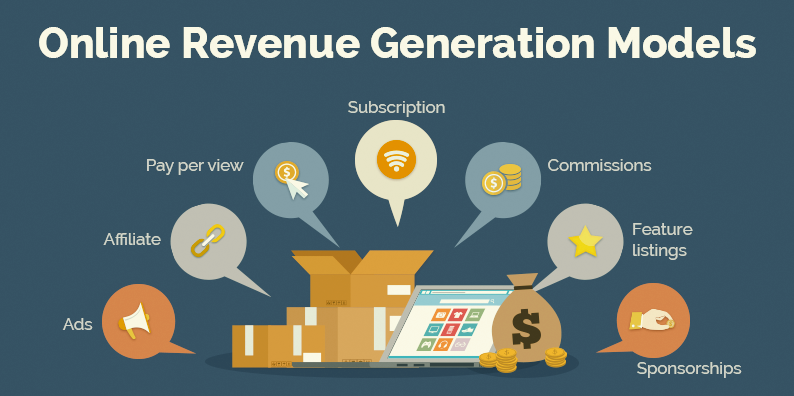 Online Revenue Generation Models
Subscription
Pay per view
Commissions
Affiliate
Feature
listings
Ads
Sponsorships
$
$
$